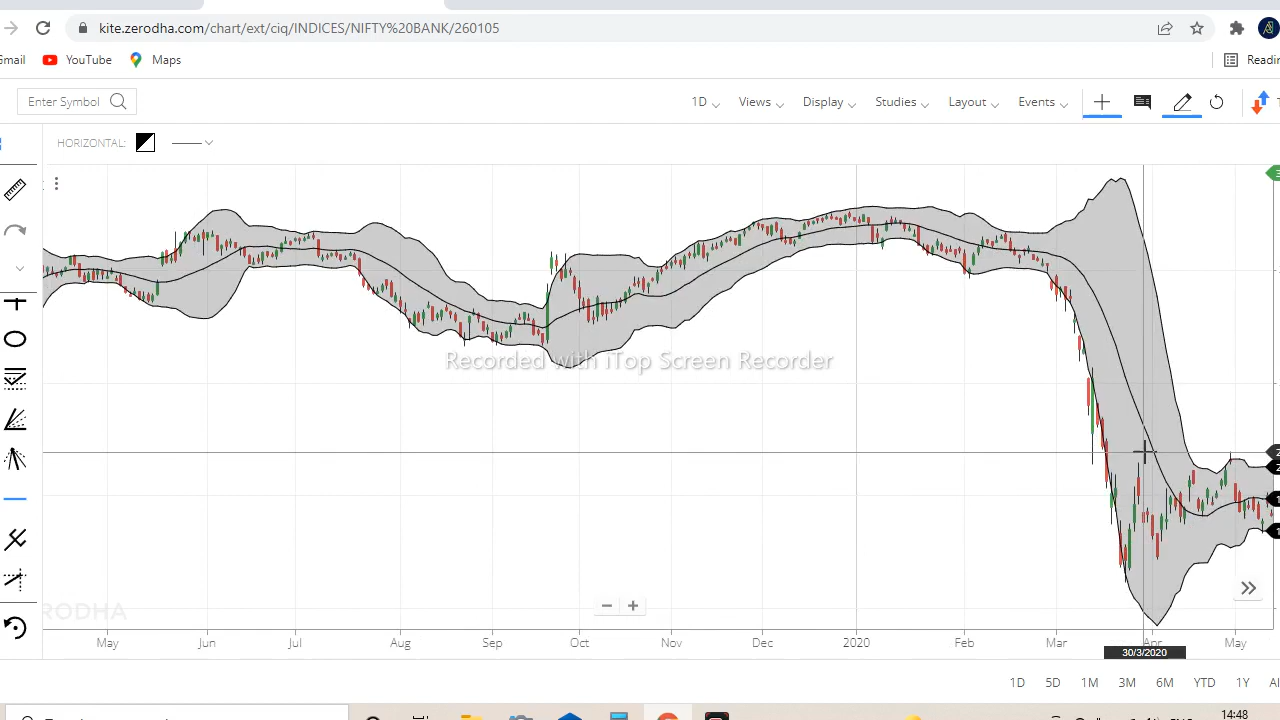 kite.zerodha.com/chart/ext/ciq/INDICES/NIFTY%20BANK/260105
Gmail YouTube Maps Readin
Enter Symbol 1D Views Display Studies Layout Events
HORIZONTAL:
Recorded with iTop Screen Recorder
ERODHA
May Jun Jul Aug Sep Oct Nov Dec 2020 Feb Mar Apr May
30/3/2020
1D 5D 1M 3M 6M YTD 1Y
14:48